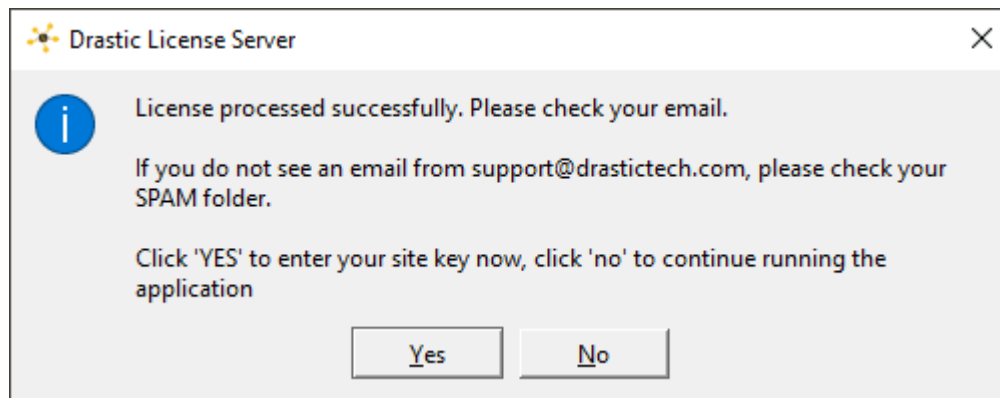 Drastic License Server
License processed successfully. Please check your email.
If you do not see an email from support@drastictech.com, please check your
SPAM folder.
Click 'YES' to enter your site key now, click 'no' to continue running the
application
Yes
No